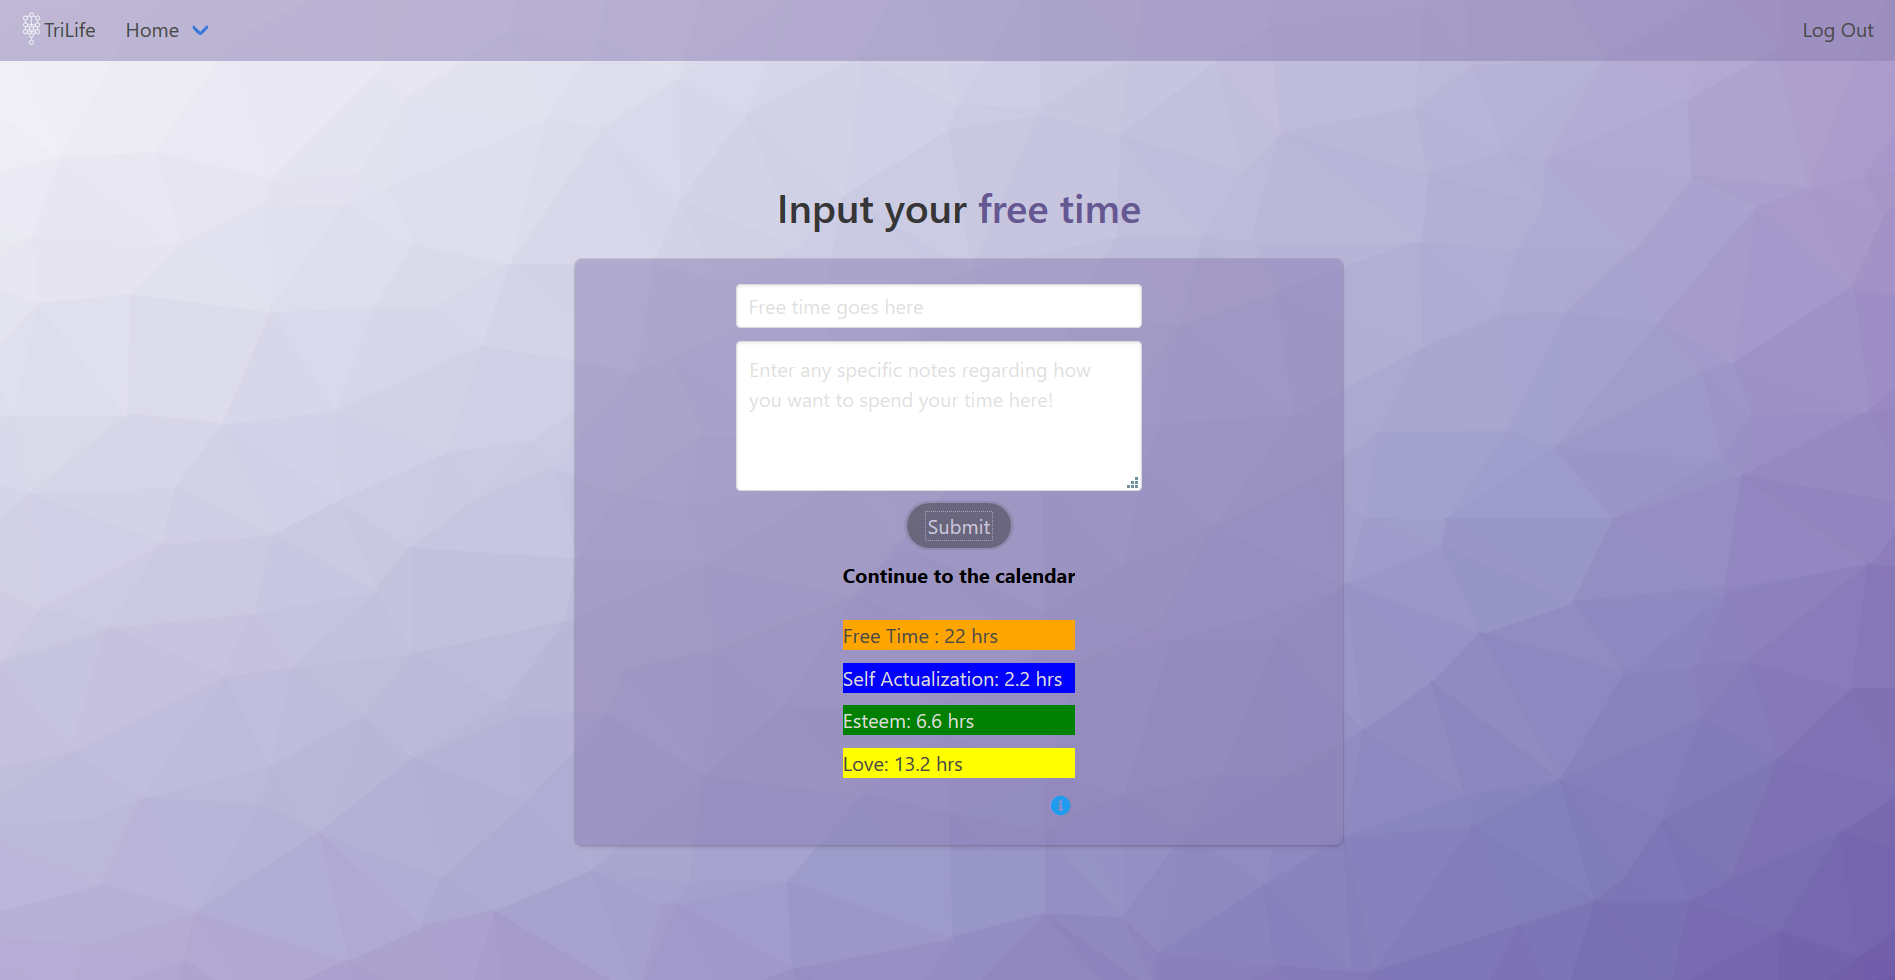 TriLife
Home
Log Out
Input your free time
Free time goes here
Enter any specific notes regarding how
you want to spend your time here!
Submit
Continue to the calendar
Free Time : 22 hrs
Self Actualization: 2.2 hrs
Esteem: 6.6 hrs
Love: 13.2 hrs